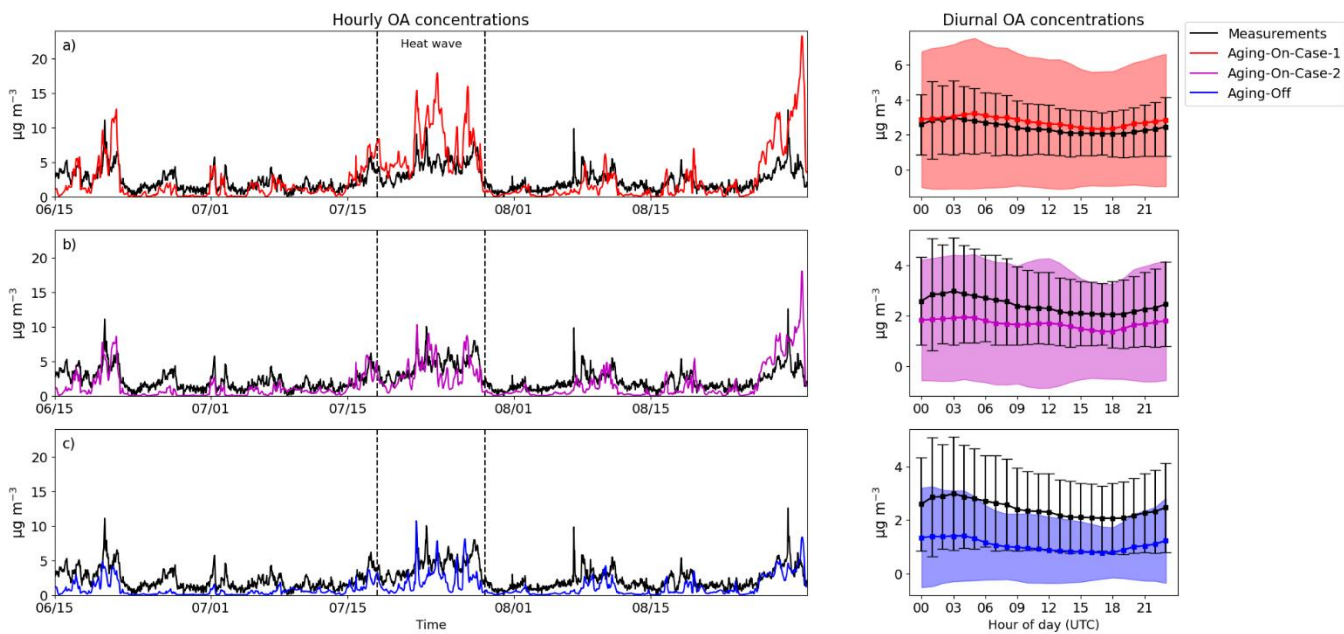 Hourly OA concentrations
Diurnal OA concentrations
Measurements
Aging-On-Case-1
Aging-On-Case-2
Aging-Off
a)
Heat wave
µg m⁻³
20
15
10
5
0
06/15 07/01 07/15 08/01 08/15
µg m⁻³
6
4
2
0
00 03 06 09 12 15 18 21
b)
µg m⁻³
20
15
10
5
0
06/15 07/01 07/15 08/01 08/15
µg m⁻³
4
2
0
00 03 06 09 12 15 18 21
c)
µg m⁻³
20
15
10
5
0
06/15 07/01 07/15 08/01 08/15
Time
µg m⁻³
4
2
0
00 03 06 09 12 15 18 21
Hour of day (UTC)